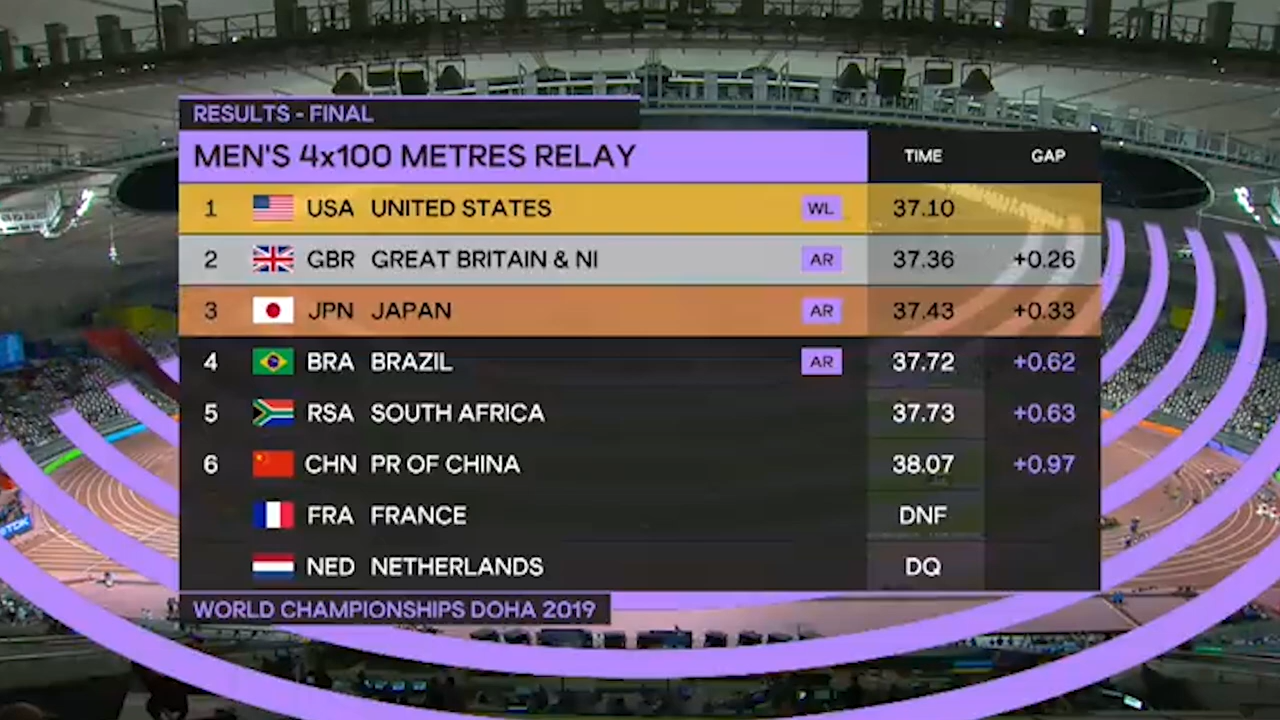 RESULTS - FINAL
MEN'S 4x100 METRES RELAY TIME GAP
1 USA UNITED STATES WL 37.10
2 GBR GREAT BRITAIN & NI AR 37.36 +0.26
3 JPN JAPAN AR 37.43 +0.33
4 BRA BRAZIL AR 37.72 +0.62
5 RSA SOUTH AFRICA 37.73 +0.63
6 CHN PR OF CHINA 38.07 +0.97
FRA FRANCE DNF
NED NETHERLANDS DQ
WORLD CHAMPIONSHIPS DOHA 2019
TDK